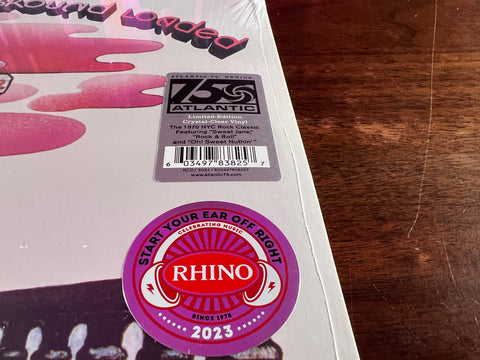 LOADED
ATLANTIC
75
ATLANTIC
Limited-Edition
Crystal-Clear Vinyl
The 1970 NYC Rock Classic
Featuring "Sweet Jane,"
"Rock & Roll"
and "Oh! Sweet Nuthin'"
6 03497 83825 7
www.atlantic75.com
START YOUR EAR OFF RIGHT
CELEBRATING MUSIC
RHINO
SINCE 1978
2023